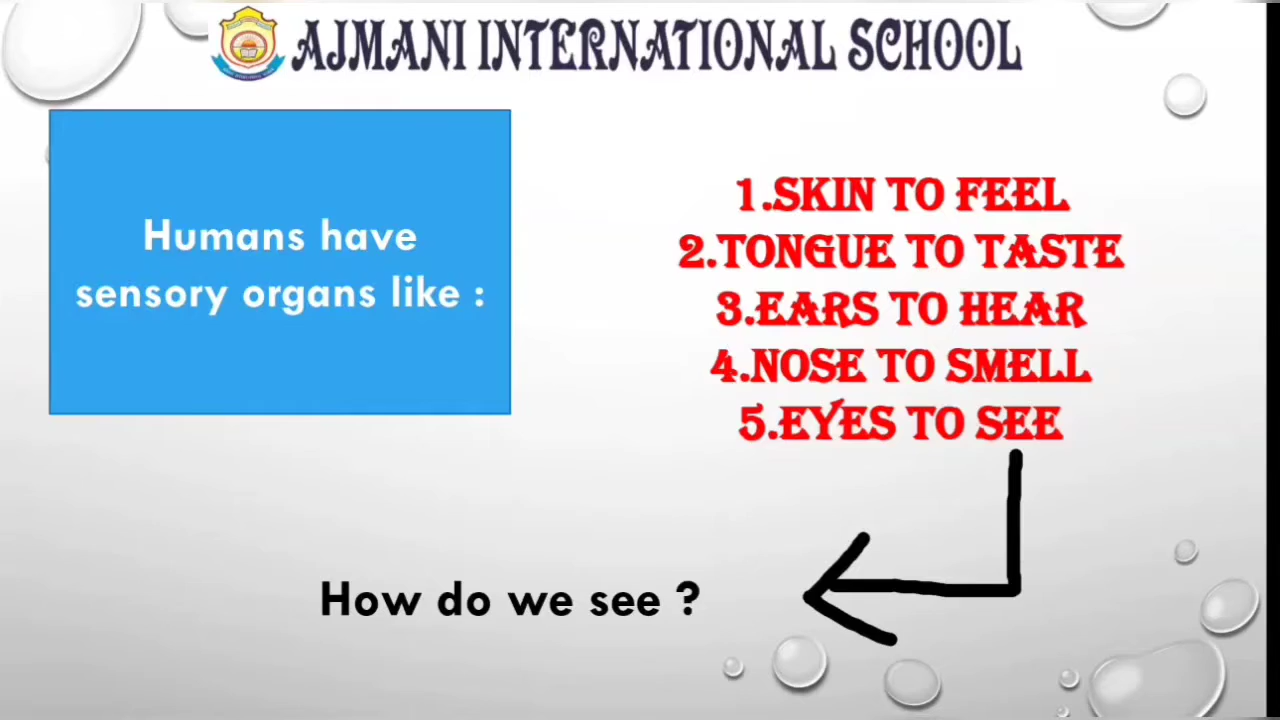 AJMANI INTERNATIONAL SCHOOL
Humans have
sensory organs like :
1.SKIN TO FEEL
2.TONGUE TO TASTE
3.EARS TO HEAR
4.NOSE TO SMELL
5.EYES TO SEE
How do we see ?